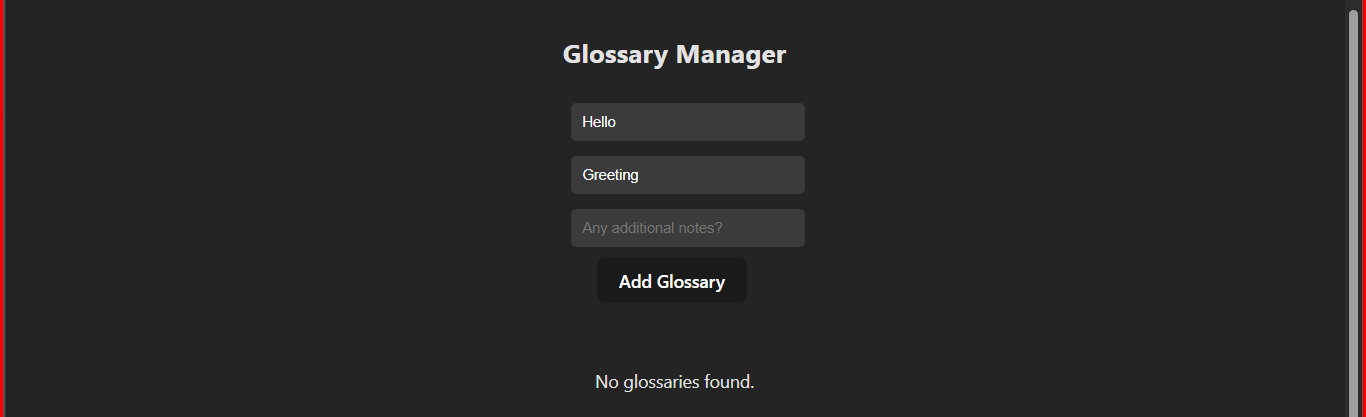 Glossary Manager
Hello
Greeting
Any additional notes?
Add Glossary
No glossaries found.